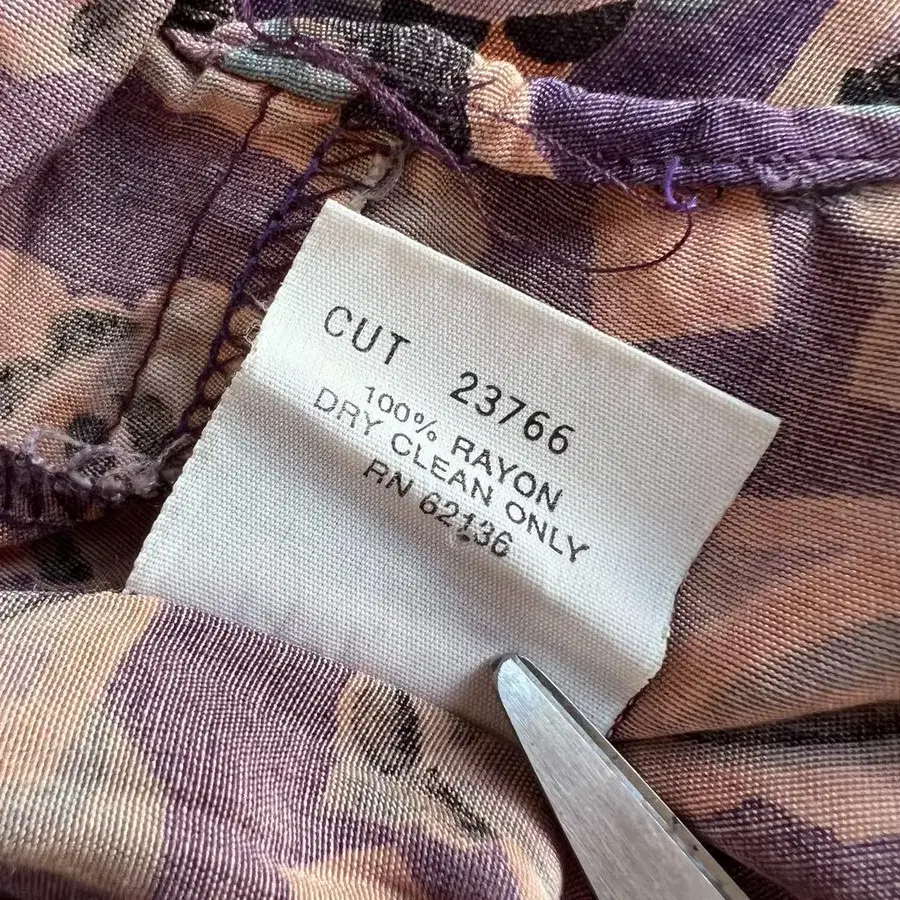 CUT 23766
100% RAYON
DRY CLEAN ONLY
RN 62136